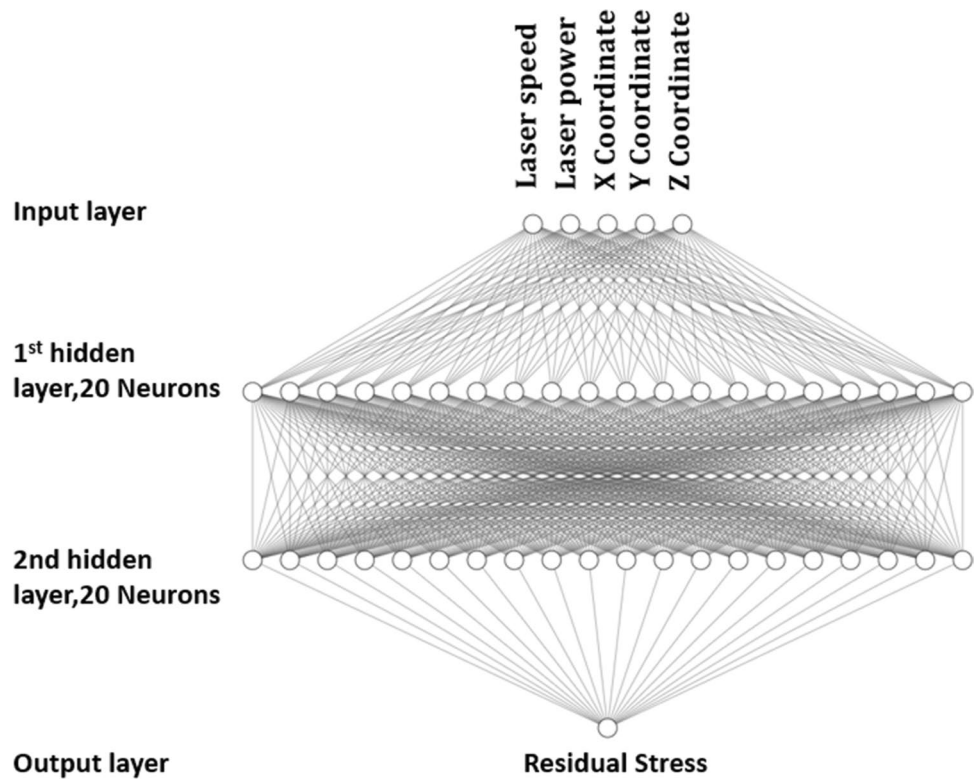 Laser speed
Laser power
X Coordinate
Y Coordinate
Z Coordinate
Input layer
1st hidden
layer,20 Neurons
2nd hidden
layer,20 Neurons
Output layer
Residual Stress